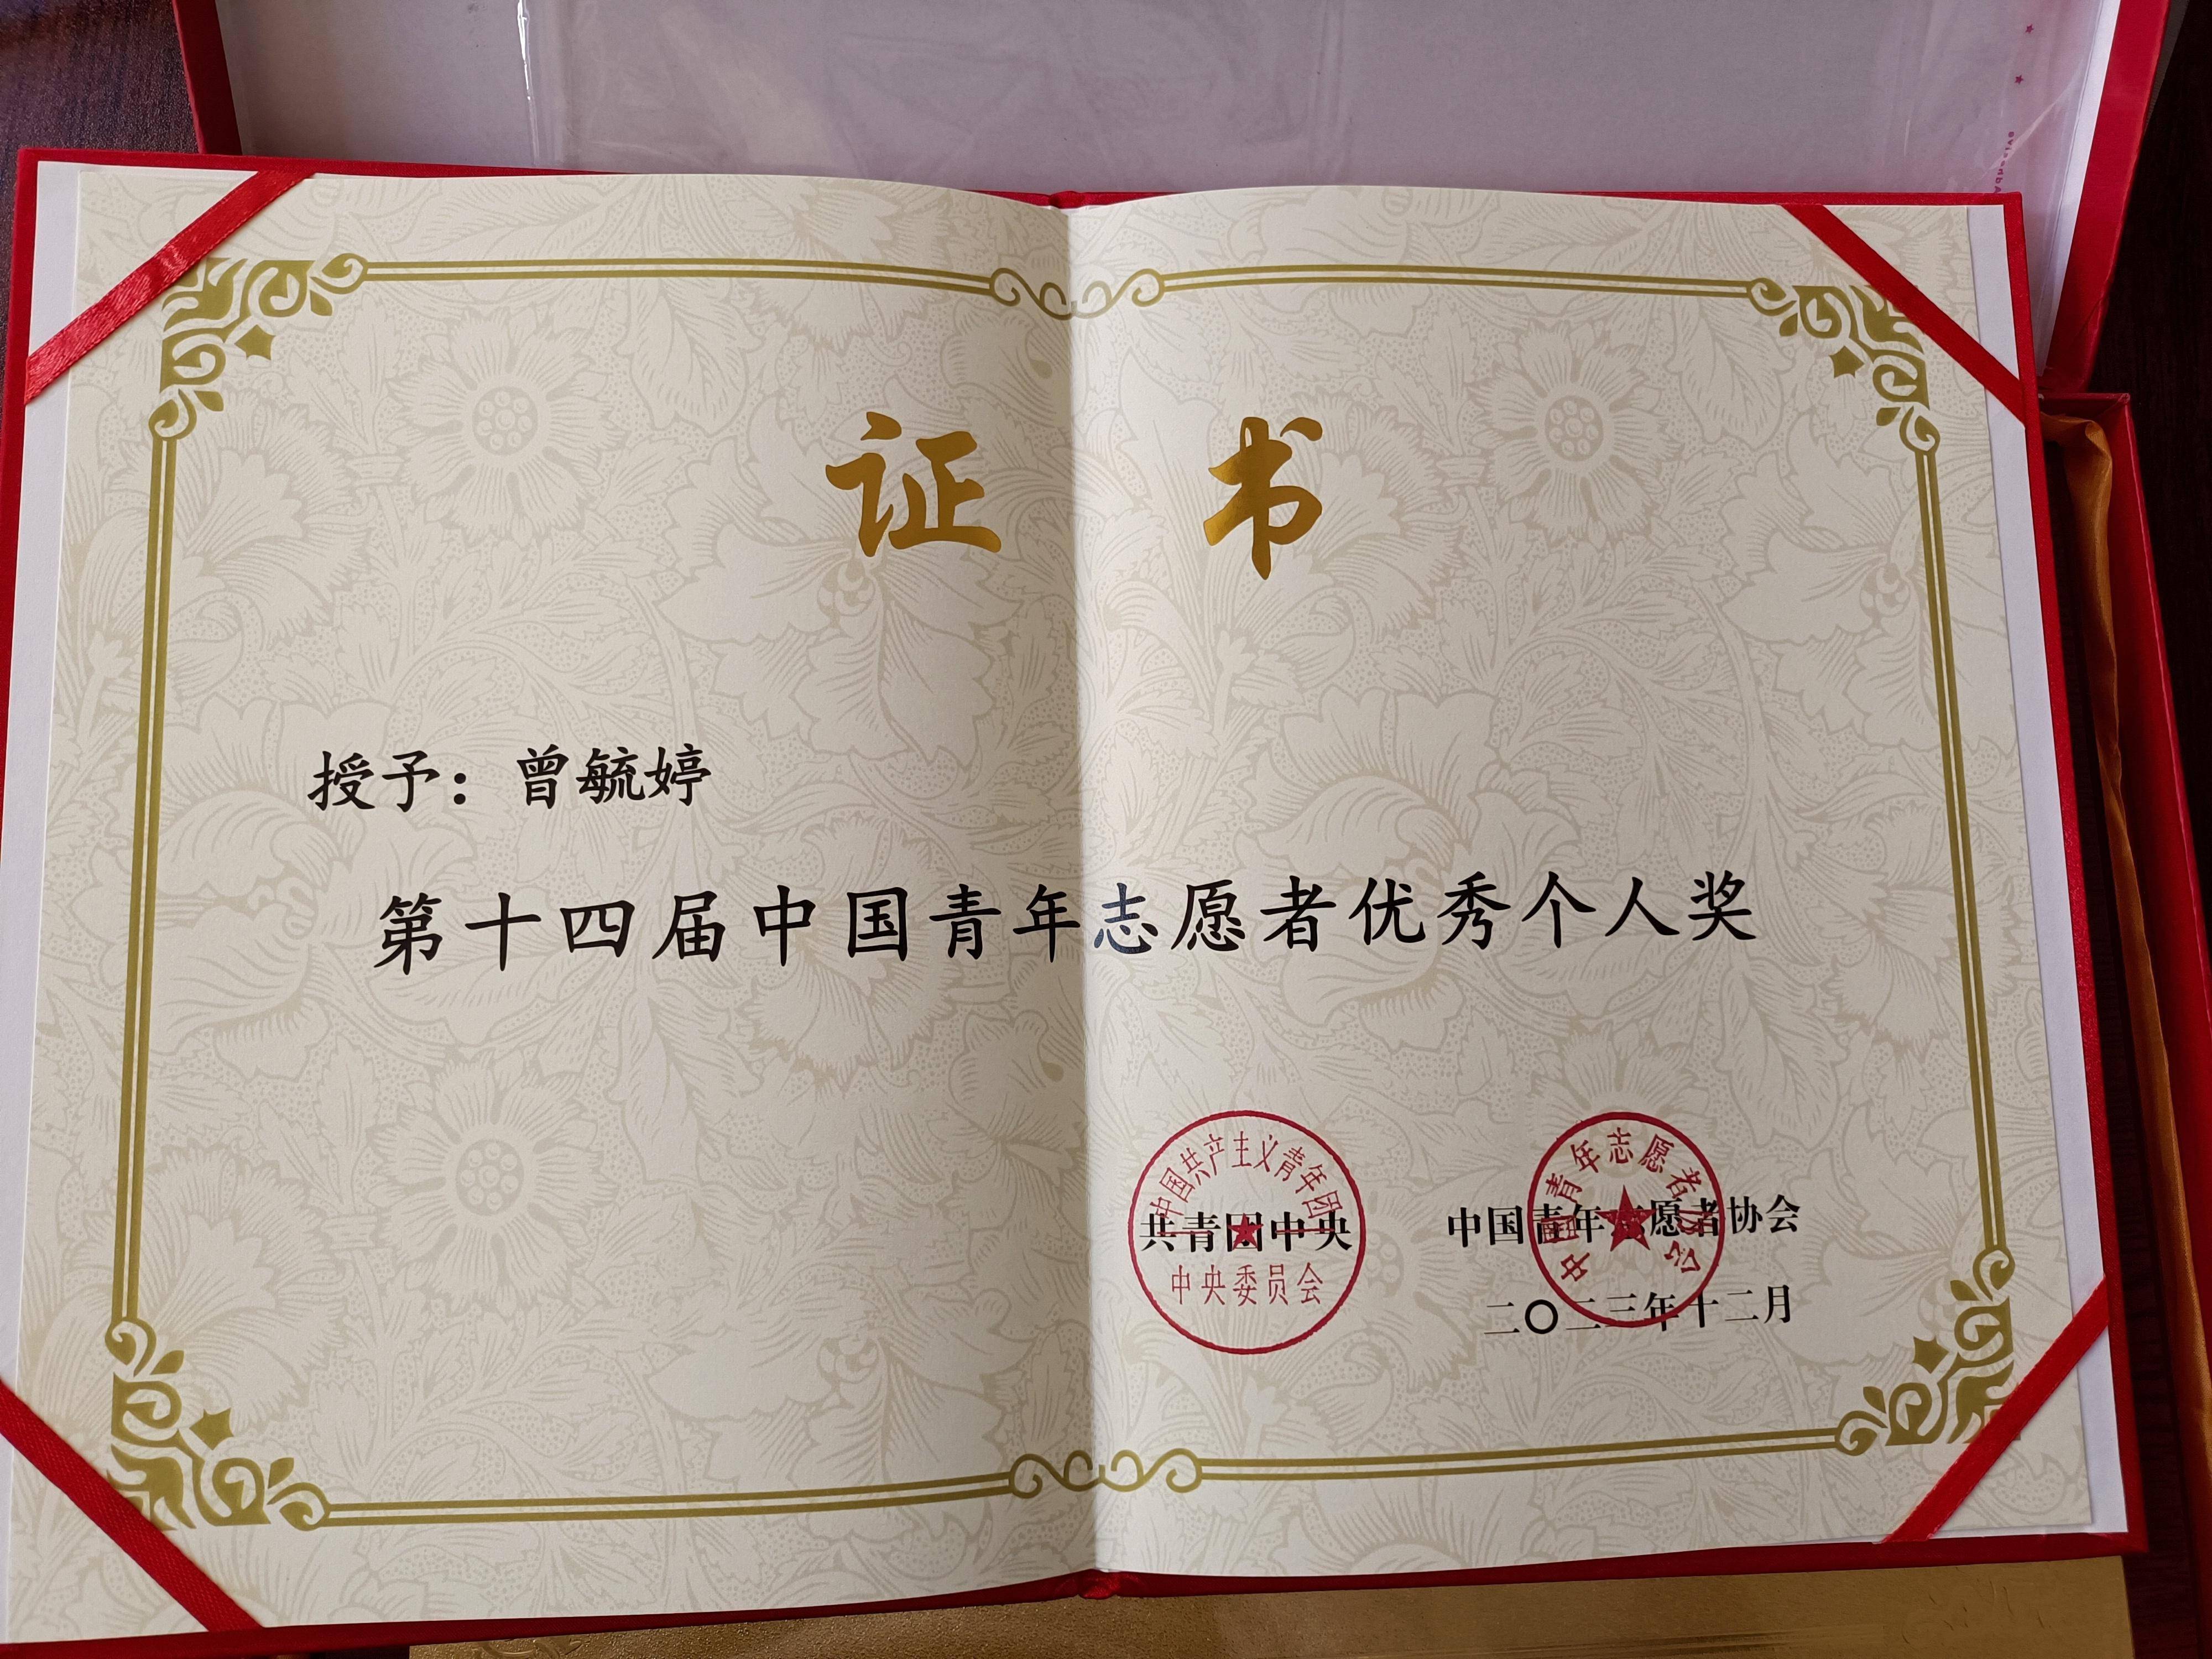 证书
授予：曾毓婷
第十四届中国青年志愿者优秀个人奖
共青团中央
中国青年志愿者协会
二〇二三年十二月
中国共产主义青年团
中央委员会
中国青年志愿者协会